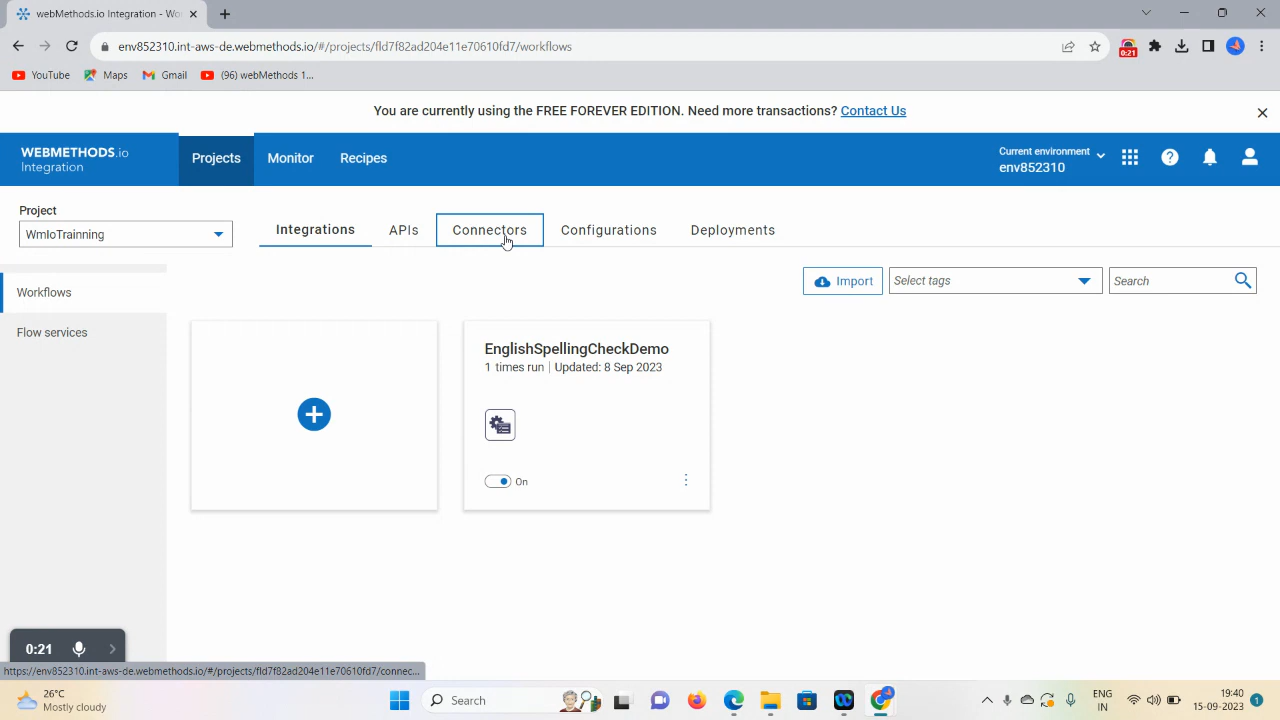 webMethods.io Integration - Wo
env852310.int-aws-de.webmethods.io/#/projects/fld7f82ad204e11e70610fd7/workflows
0:21
YouTube
Maps
Gmail
(96) webMethods 1...
You are currently using the FREE FOREVER EDITION. Need more transactions? Contact Us
WEBMETHODS.io
Integration
Projects
Monitor
Recipes
Current environment
env852310
Project
WmIoTrainning
Integrations
APIs
Connectors
Configurations
Deployments
Workflows
Flow services
Import
Select tags
Search
EnglishSpellingCheckDemo
1 times run | Updated: 8 Sep 2023
On
0:21
https://env852310.int-aws-de.webmethods.io/#/projects/fld7f82ad204e11e70610fd7/connec...
26°C
Mostly cloudy
Search
ENG
IN
19:40
15-09-2023
1